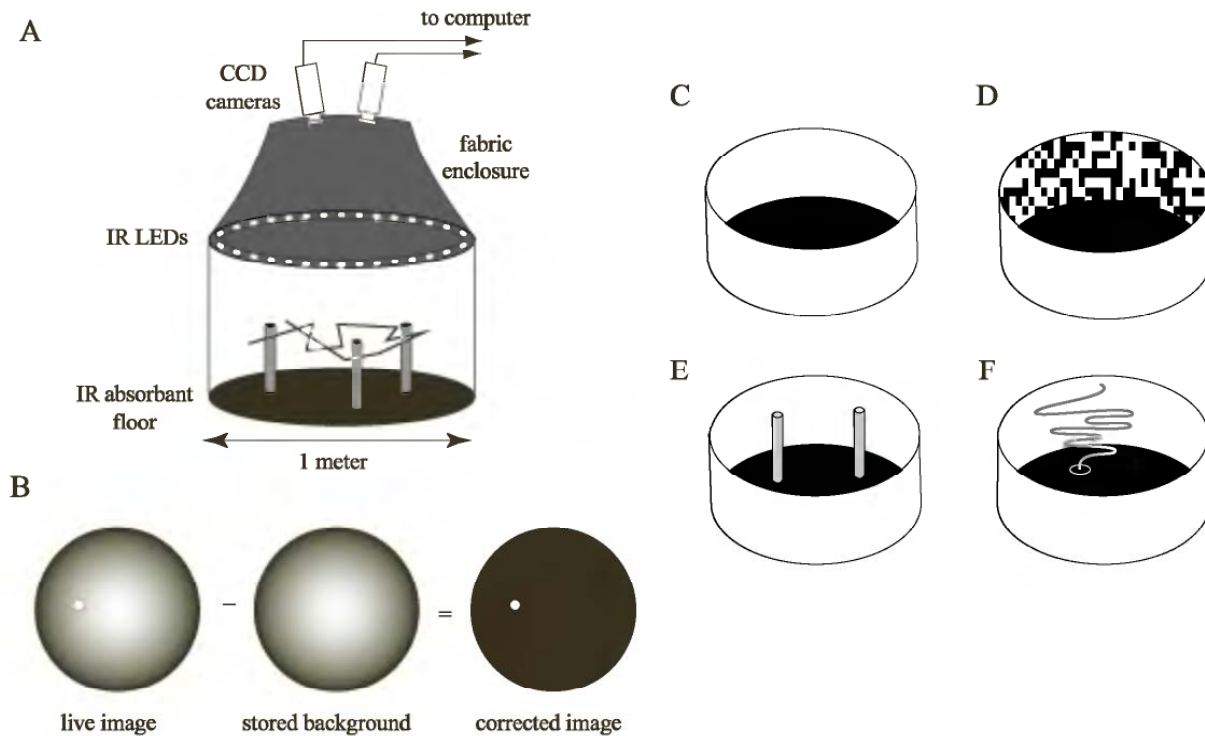 A
to computer
CCD
cameras
fabric
enclosure
IR LEDs
IR absorbant
floor
1 meter
B
live image
stored background
corrected image
–
=
C
D
E
F